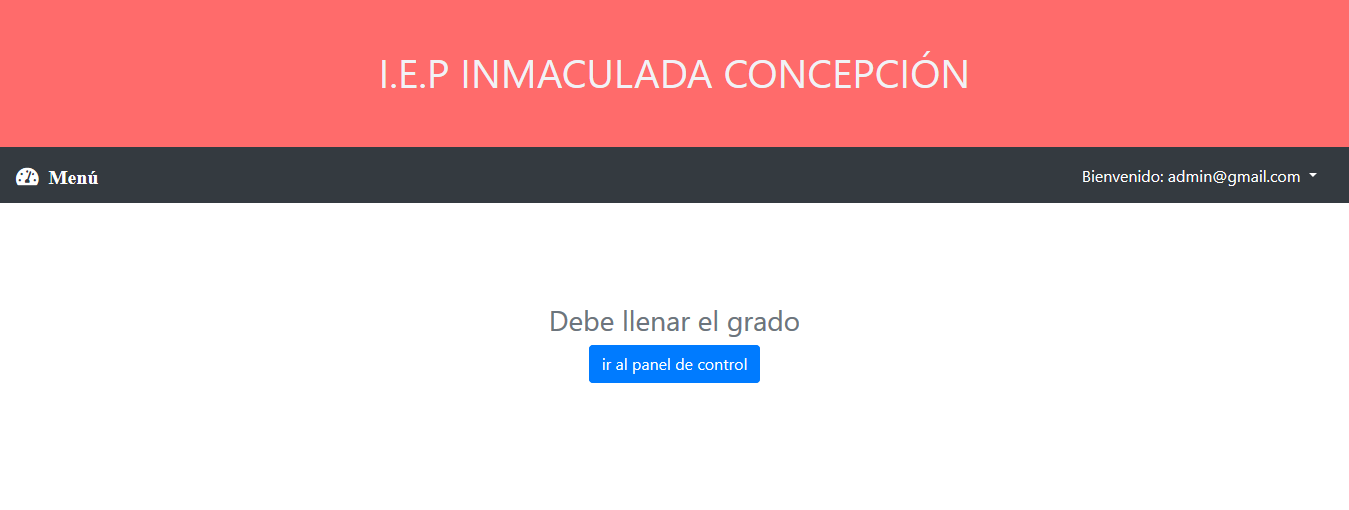 I.E.P INMACULADA CONCEPCIÓN
Menú
Bienvenido: admin@gmail.com
Debe llenar el grado
ir al panel de control